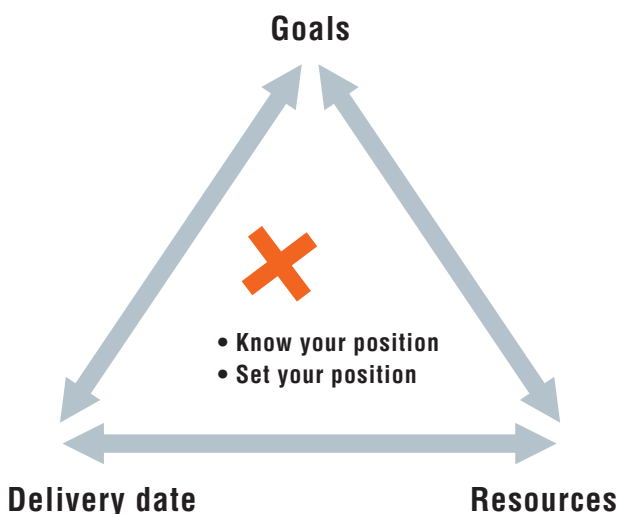 Goals
• Know your position
• Set your position
Delivery date
Resources